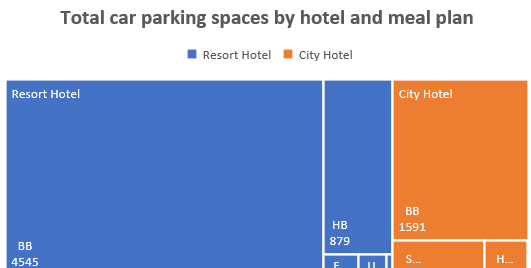 Total car parking spaces by hotel and meal plan
Resort Hotel
City Hotel
Resort Hotel
BB
4545
HB
879
City Hotel
BB
1591
S...
H...